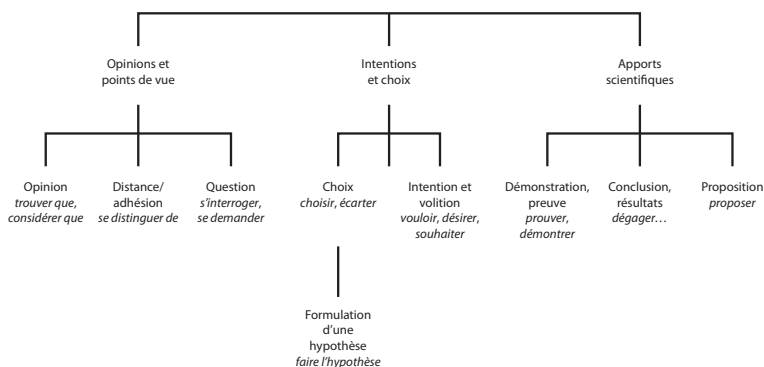 Opinions et
points de vue
Intentions
et choix
Apports
scientifiques
Opinion
trouver que,
considérer que
Distance/
adhésion
se distinguer de
Question
s’interroger,
se demander
Choix
choisir, écarter
Intention et
volition
vouloir, désirer,
souhaiter
Démonstration,
preuve
prouver,
démontrer
Conclusion,
résultats
dégager…
Proposition
proposer
Formulation
d’une
hypothèse
faire l’hypothèse